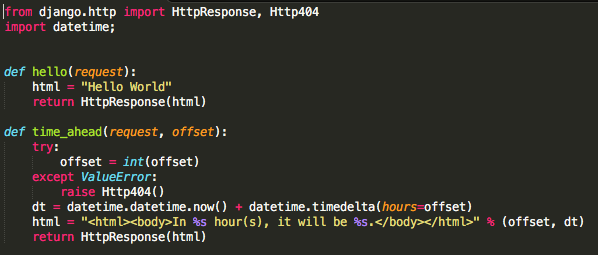 from django.http import HttpResponse, Http404
import datetime;
def hello(request):
    html = "Hello World"
    return HttpResponse(html)
def time_ahead(request, offset):
    try:
        offset = int(offset)
    except ValueError:
        raise Http404()
    dt = datetime.datetime.now() + datetime.timedelta(hours=offset)
    html = "<html><body>In %s hour(s), it will be %s.</body></html>" % (offset, dt)
    return HttpResponse(html)